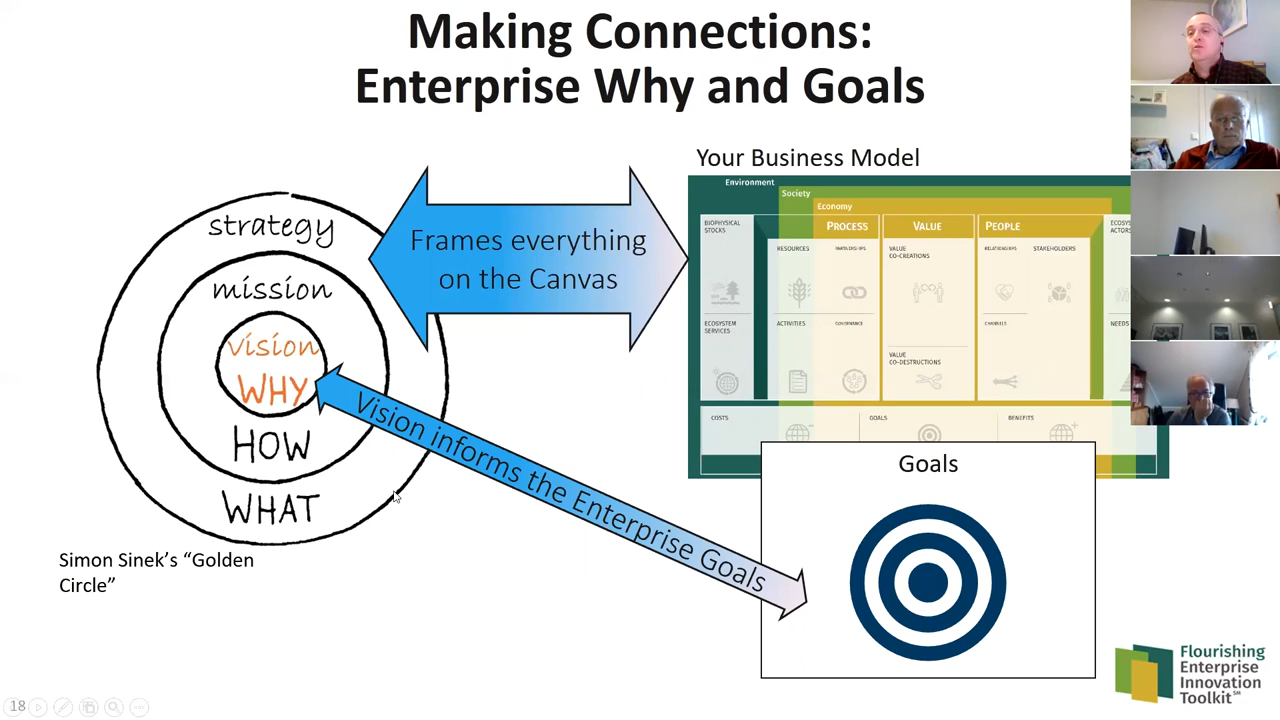 Making Connections:
Enterprise Why and Goals
strategy
mission
vision
WHY
HOW
WHAT
Simon Sinek’s “Golden
Circle”
Frames everything
on the Canvas
Vision informs the Enterprise Goals
Your Business Model
Environment
Society
Economy
BIOPHYSICAL
STOCKS
PROCESS
VALUE
PEOPLE
RESOURCES
PARTNERSHIPS
VALUE
CO-CREATIONS
RELATIONSHIPS
STAKEHOLDERS
ECOSYSTEM
SERVICES
ACTIVITIES
GOVERNANCE
VALUE
CO-DESTRUCTIONS
CHANNELS
NEEDS
COSTS
GOALS
BENEFITS
Goals
Flourishing
Enterprise
Innovation
Toolkit℠
18